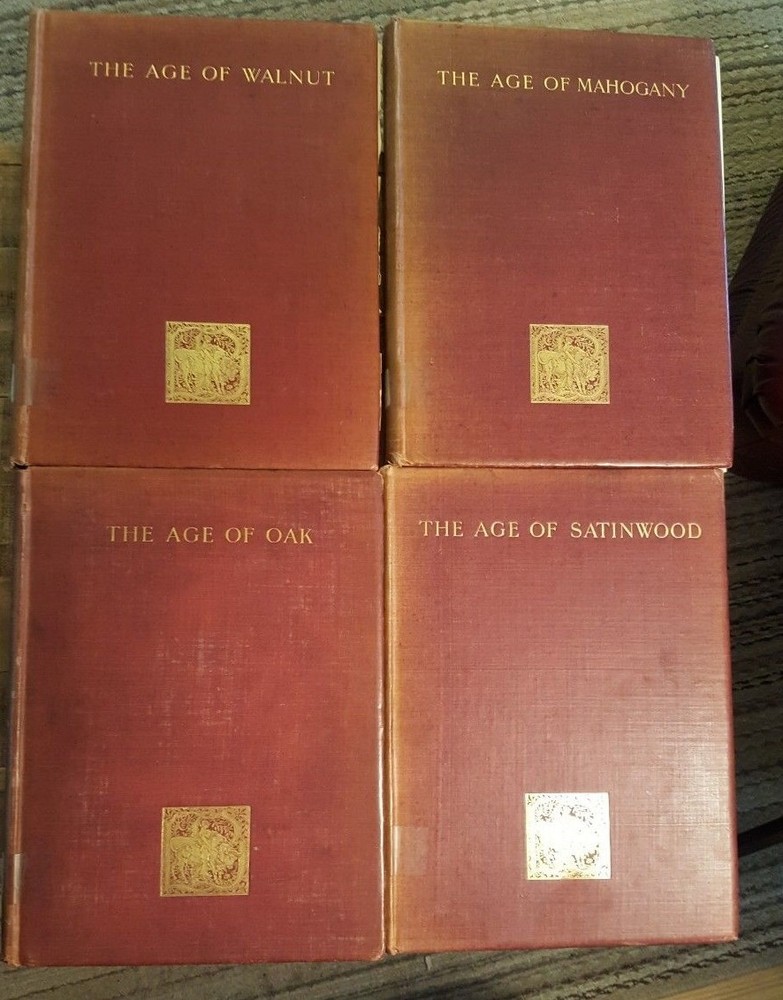 THE AGE OF WALNUT
THE AGE OF MAHOGANY
THE AGE OF OAK
THE AGE OF SATINWOOD